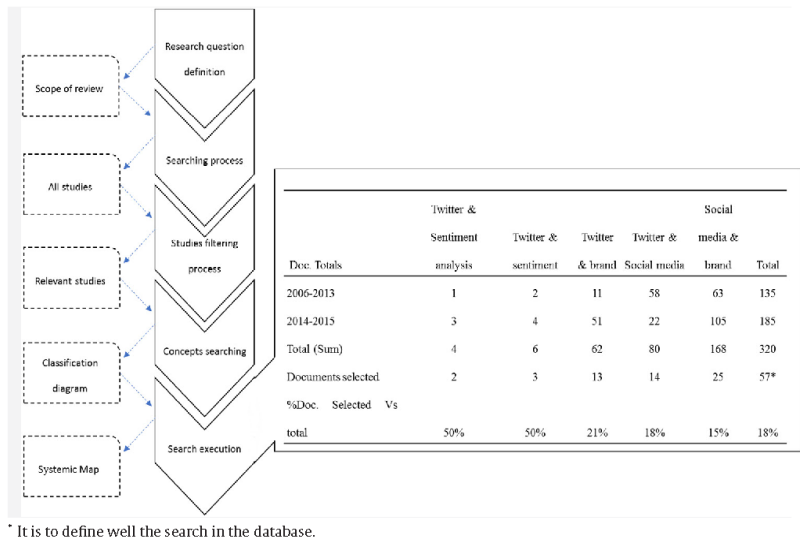 Research question
definition
Scope of review
Searching process
All studies
Studies filtering
process
Relevant studies
Concepts searching
Classification
diagram
Search execution
Systemic Map
Twitter & Social
Sentiment Twitter & Twitter Twitter & media &
Doc. Totals analysis sentiment & brand Social media brand Total
2006-2013 1 2 11 58 63 135
2014-2015 3 4 51 22 105 185
Total (Sum) 4 6 62 80 168 320
Documents selected 2 3 13 14 25 57*
%Doc. Selected Vs
total 50% 50% 21% 18% 15% 18%
* It is to define well the search in the database.